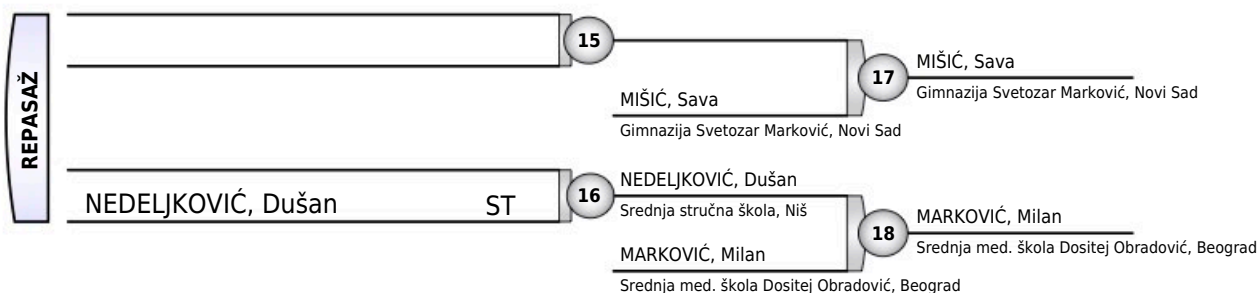 REPASAŽ
15
MIŠIĆ, Sava
Gimnazija Svetozar Marković, Novi Sad
17
MIŠIĆ, Sava
Gimnazija Svetozar Marković, Novi Sad
NEDELJKOVIĆ, Dušan ST
16
NEDELJKOVIĆ, Dušan
Srednja stručna škola, Niš
MARKOVIĆ, Milan
Srednja med. škola Dositej Obradović, Beograd
18
MARKOVIĆ, Milan
Srednja med. škola Dositej Obradović, Beograd